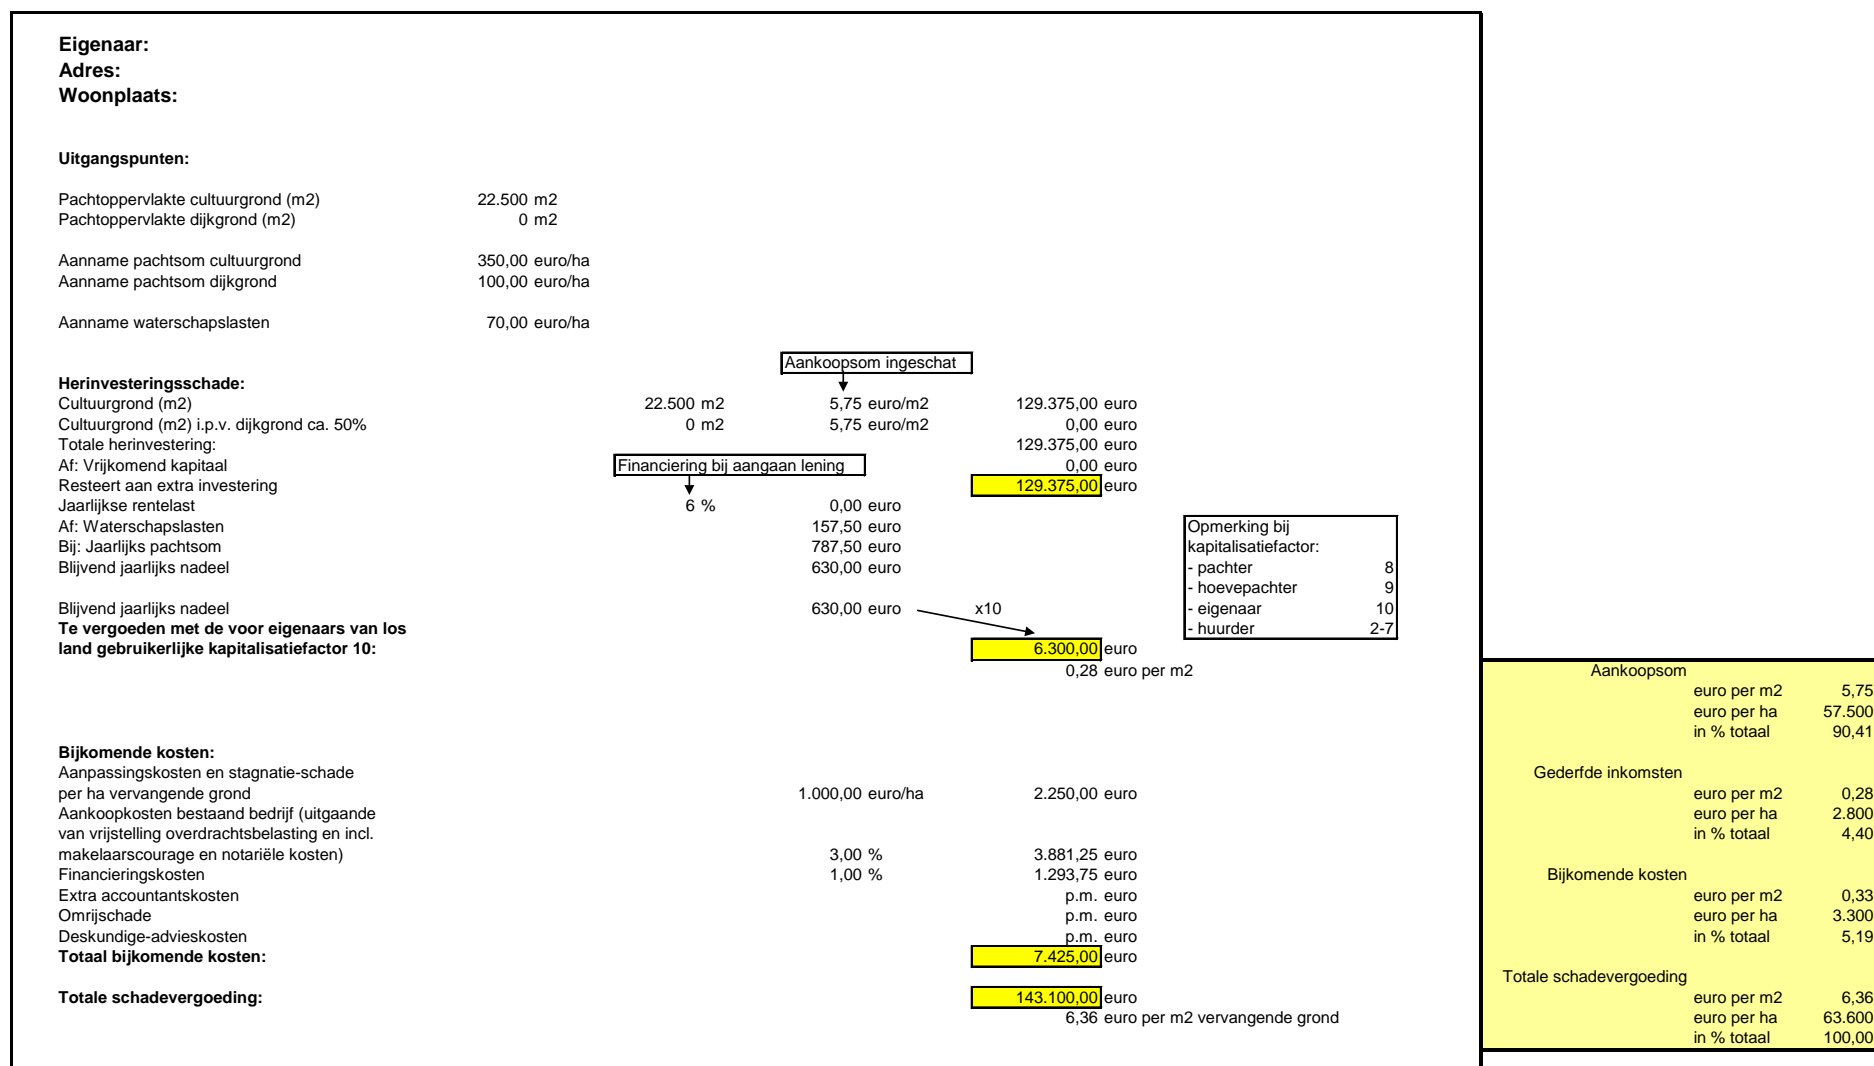 Eigenaar:
Adres:
Woonplaats:
Uitgangspunten:
Pachtoppervlakte cultuurgrond (m2) 22.500 m2
Pachtoppervlakte dijkgrond (m2) 0 m2
Aanname pachtsom cultuurgrond 350,00 euro/ha
Aanname pachtsom dijkgrond 100,00 euro/ha
Aanname waterschapslasten 70,00 euro/ha
Aankoopsom ingeschat
Herinvesteringsschade:
Cultuurgrond (m2) 22.500 m2 5,75 euro/m2 129.375,00 euro
Cultuurgrond (m2) i.p.v. dijkgrond ca. 50% 0 m2 5,75 euro/m2 0,00 euro
Totale herinvestering: 129.375,00 euro
Af: Vrijkomend kapitaal Financiering bij aangaan lening 0,00 euro
Resteert aan extra investering 129.375,00 euro
Jaarlijkse rentelast 6 % 0,00 euro
Af: Waterschapslasten 157,50 euro
Bij: Jaarlijks pachtsom 787,50 euro
Blijvend jaarlijks nadeel 630,00 euro
Opmerking bij
kapitalisatiefactor:
- pachter 8
- hoevepachter 9
- eigenaar 10
- huurder 2-7
Blijvend jaarlijks nadeel 630,00 euro x10
Te vergoeden met de voor eigenaars van los
land gebruikerlijke kapitalisatiefactor 10: 6.300,00 euro
0,28 euro per m2
Bijkomende kosten:
Aanpassingskosten en stagnatie-schade
per ha vervangende grond 1.000,00 euro/ha 2.250,00 euro
Aankoopkosten bestaand bedrijf (uitgaande
van vrijstelling overdrachtsbelasting en incl.
makelaarscourage en notariële kosten) 3,00 % 3.881,25 euro
Financieringskosten 1,00 % 1.293,75 euro
Extra accountantskosten p.m. euro
Omrijschade p.m. euro
Deskundige-advieskosten p.m. euro
Totaal bijkomende kosten: 7.425,00 euro
Totale schadevergoeding: 143.100,00 euro
6,36 euro per m2 vervangende grond
Aankoopsom
euro per m2 5,75
euro per ha 57.500
in % totaal 90,41
Gederfde inkomsten
euro per m2 0,28
euro per ha 2.800
in % totaal 4,40
Bijkomende kosten
euro per m2 0,33
euro per ha 3.300
in % totaal 5,19
Totale schadevergoeding
euro per m2 6,36
euro per ha 63.600
in % totaal 100,00